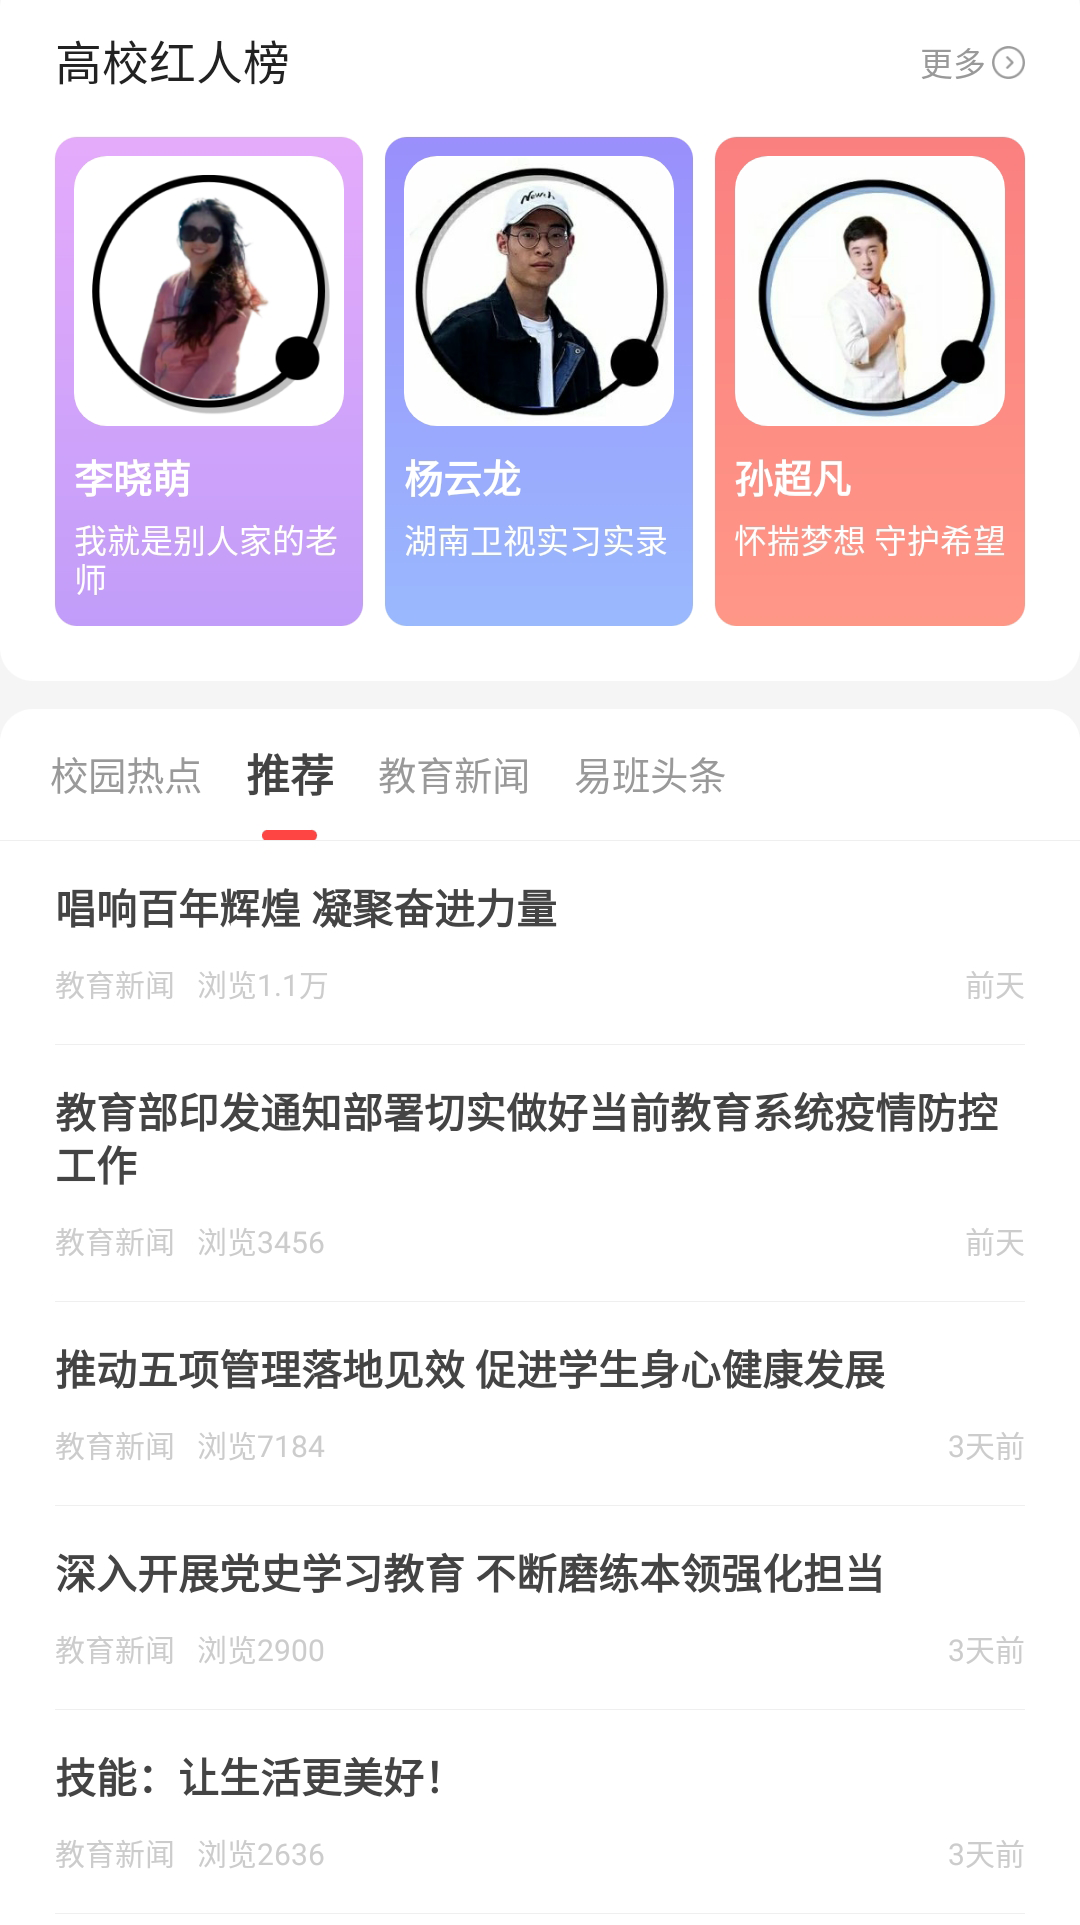 高校红人榜
更多
李晓萌
我就是别人家的老
师
杨云龙
湖南卫视实习实录
孙超凡
怀揣梦想 守护希望
校园热点 推荐 教育新闻 易班头条
唱响百年辉煌 凝聚奋进力量
教育新闻 浏览1.1万 前天
教育部印发通知部署切实做好当前教育系统疫情防控
工作
教育新闻 浏览3456 前天
推动五项管理落地见效 促进学生身心健康发展
教育新闻 浏览7184 3天前
深入开展党史学习教育 不断磨练本领强化担当
教育新闻 浏览2900 3天前
技能：让生活更美好！
教育新闻 浏览2636 3天前